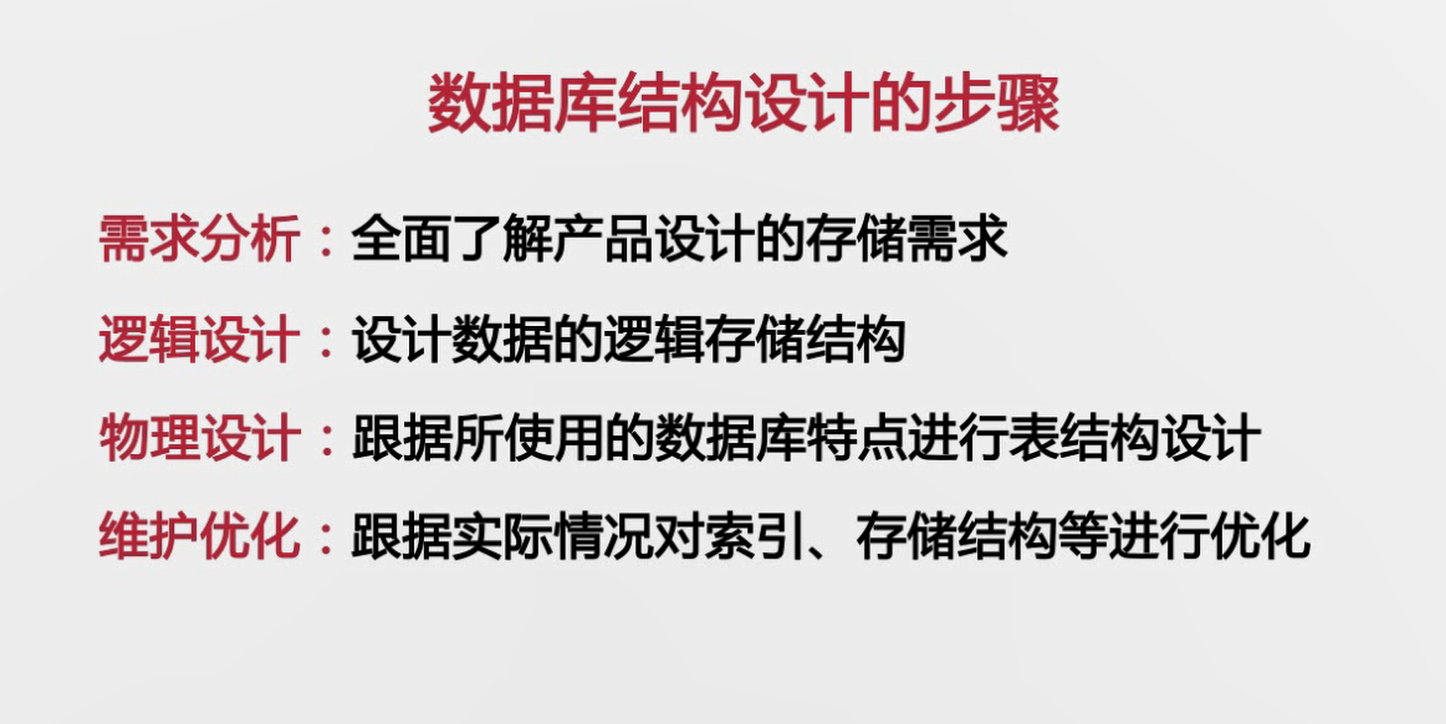 数据库结构设计的步骤
需求分析：全面了解产品设计的存储需求
逻辑设计：设计数据的逻辑存储结构
物理设计：跟据所使用的数据库特点进行表结构设计
维护优化：跟据实际情况对索引、存储结构等进行优化